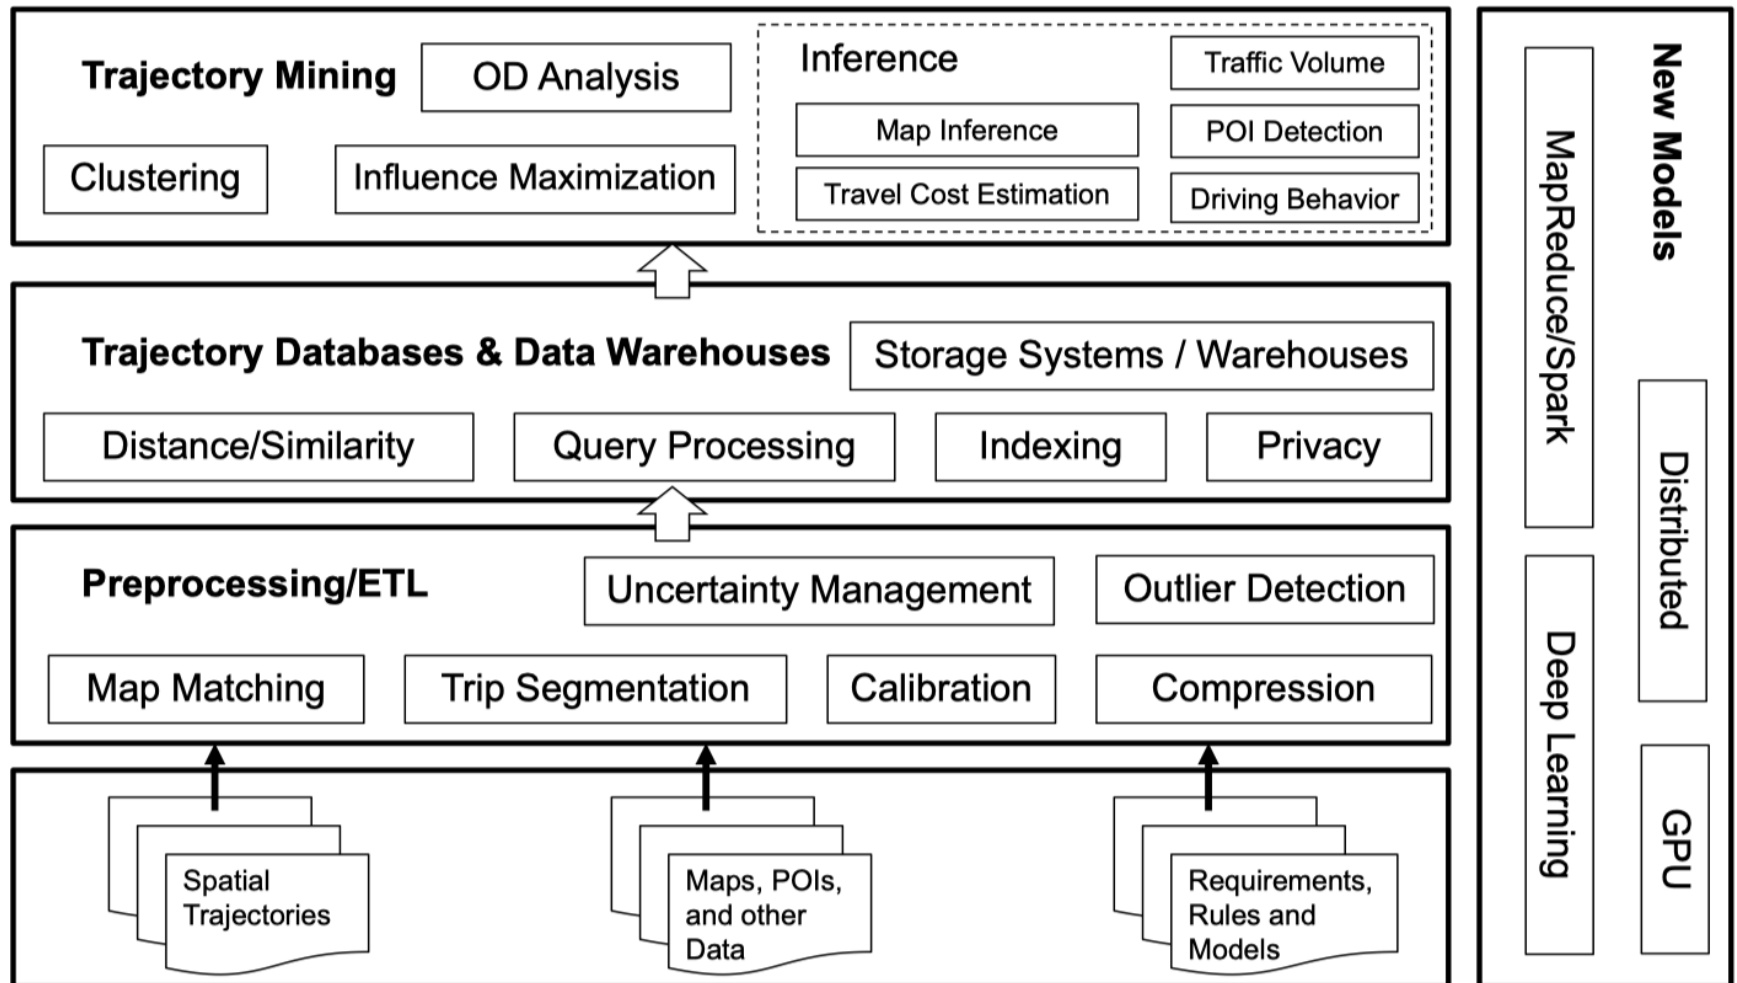 Trajectory Mining
OD Analysis
Clustering
Influence Maximization
Inference
Map Inference
Travel Cost Estimation
Traffic Volume
POI Detection
Driving Behavior
Trajectory Databases & Data Warehouses
Storage Systems / Warehouses
Distance/Similarity
Query Processing
Indexing
Privacy
Preprocessing/ETL
Uncertainty Management
Outlier Detection
Map Matching
Trip Segmentation
Calibration
Compression
Spatial
Trajectories
Maps, POIs,
and other
Data
Requirements,
Rules and
Models
New Models
MapReduce/Spark
Distributed
Deep Learning
GPU